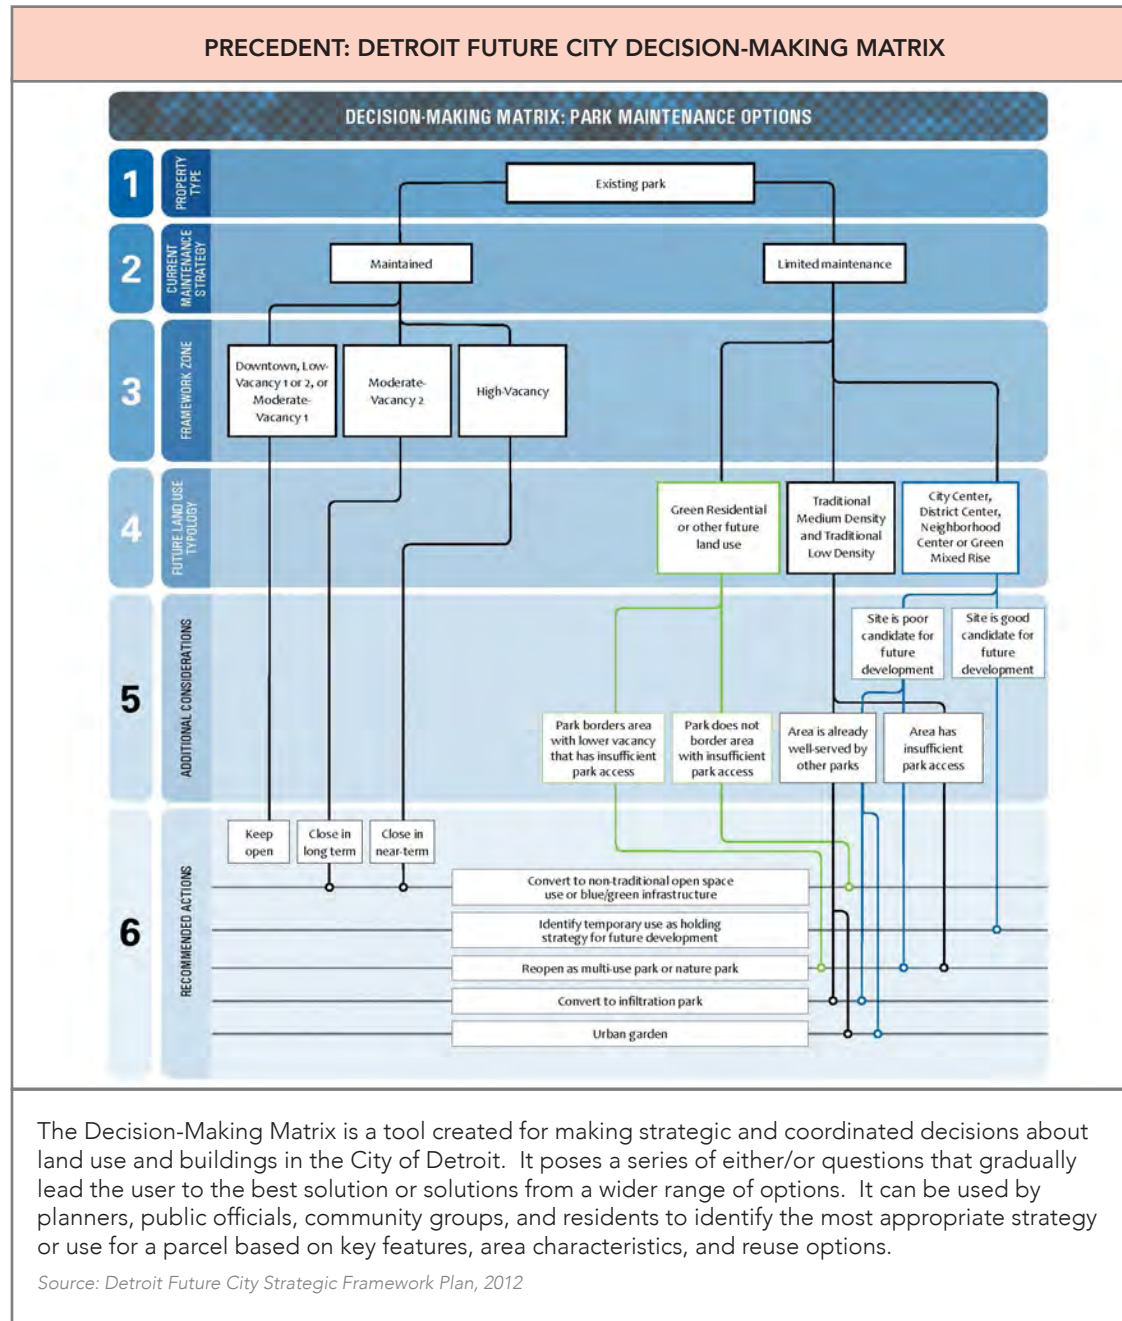 PRECEDENT: DETROIT FUTURE CITY DECISION-MAKING MATRIX
DECISION-MAKING MATRIX: PARK MAINTENANCE OPTIONS
1
PROPERTY
TYPE
Existing park
2
CURRENT
MAINTENANCE
STRATEGY
Maintained
Limited maintenance
3
FRAMEWORK ZONE
Downtown, Low-
Vacancy 1 or 2, or
Moderate-
Vacancy 1
Moderate-
Vacancy 2
High-Vacancy
4
FUTURE LAND USE
TYPOLOGY
Green Residential
or other future
land use
Traditional
Medium Density
and Traditional
Low Density
City Center,
District Center,
Neighborhood
Center or Green
Mixed Rise
5
ADDITIONAL CONSIDERATIONS
Site is poor
candidate for
future
development
Site is good
candidate for
future
development
Park borders area
with lower vacancy
that has insufficient
park access
Park does not
border area
with insufficient
park access
Area is already
well-served by
other parks
Area has
insufficient
park access
6
RECOMMENDED ACTIONS
Keep
open
Close in
long term
Close in
near-term
Convert to non-traditional open space
use or blue/green infrastructure
Identify temporary use as holding
strategy for future development
Reopen as multi-use park or nature park
Convert to infiltration park
Urban garden
The Decision-Making Matrix is a tool created for making strategic and coordinated decisions about
land use and buildings in the City of Detroit.  It poses a series of either/or questions that gradually
lead the user to the best solution or solutions from a wider range of options.  It can be used by
planners, public officials, community groups, and residents to identify the most appropriate strategy
or use for a parcel based on key features, area characteristics, and reuse options.
Source: Detroit Future City Strategic Framework Plan, 2012